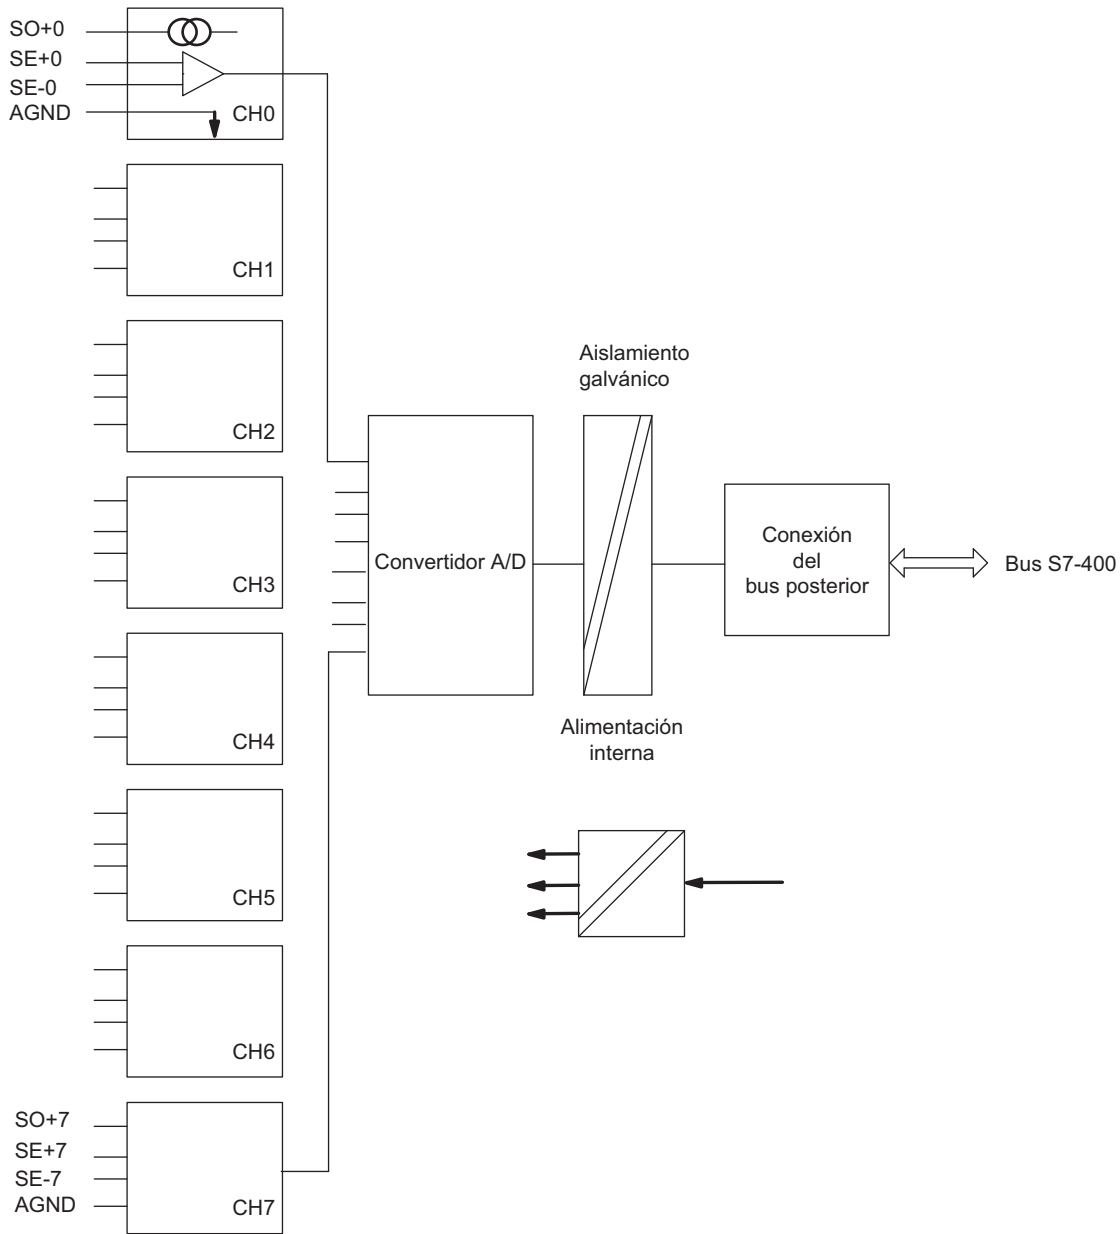 SO+0
SE+0
SE-0
AGND
CH0
CH1
CH2
CH3
CH4
CH5
CH6
SO+7
SE+7
SE-7
AGND
CH7
Convertidor A/D
Aislamiento
galvánico
Alimentación
interna
Conexión
del
bus posterior
Bus S7-400